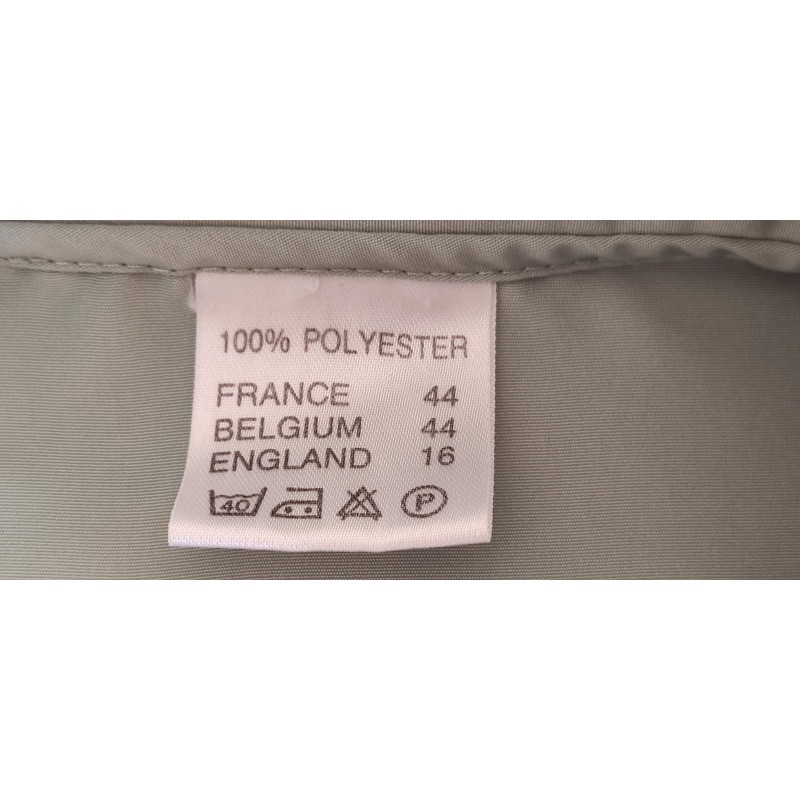 100% POLYESTER
FRANCE 44
BELGIUM 44
ENGLAND 16
40 P